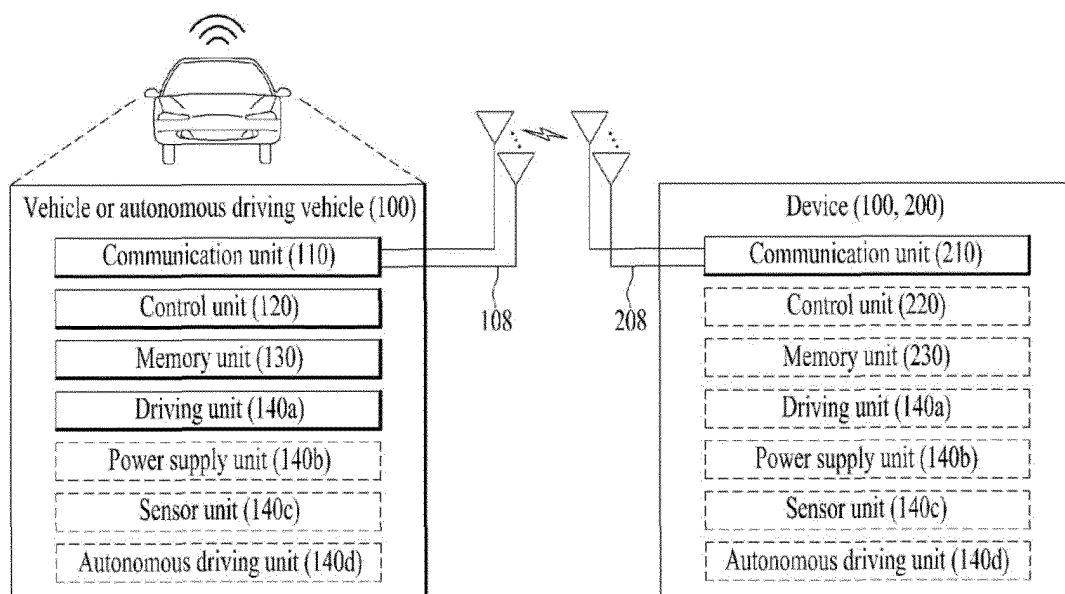 Vehicle or autonomous driving vehicle (100)
Communication unit (110)
Control unit (120)
Memory unit (130)
Driving unit (140a)
Power supply unit (140b)
Sensor unit (140c)
Autonomous driving unit (140d)
108
208
Device (100, 200)
Communication unit (210)
Control unit (220)
Memory unit (230)
Driving unit (140a)
Power supply unit (140b)
Sensor unit (140c)
Autonomous driving unit (140d)